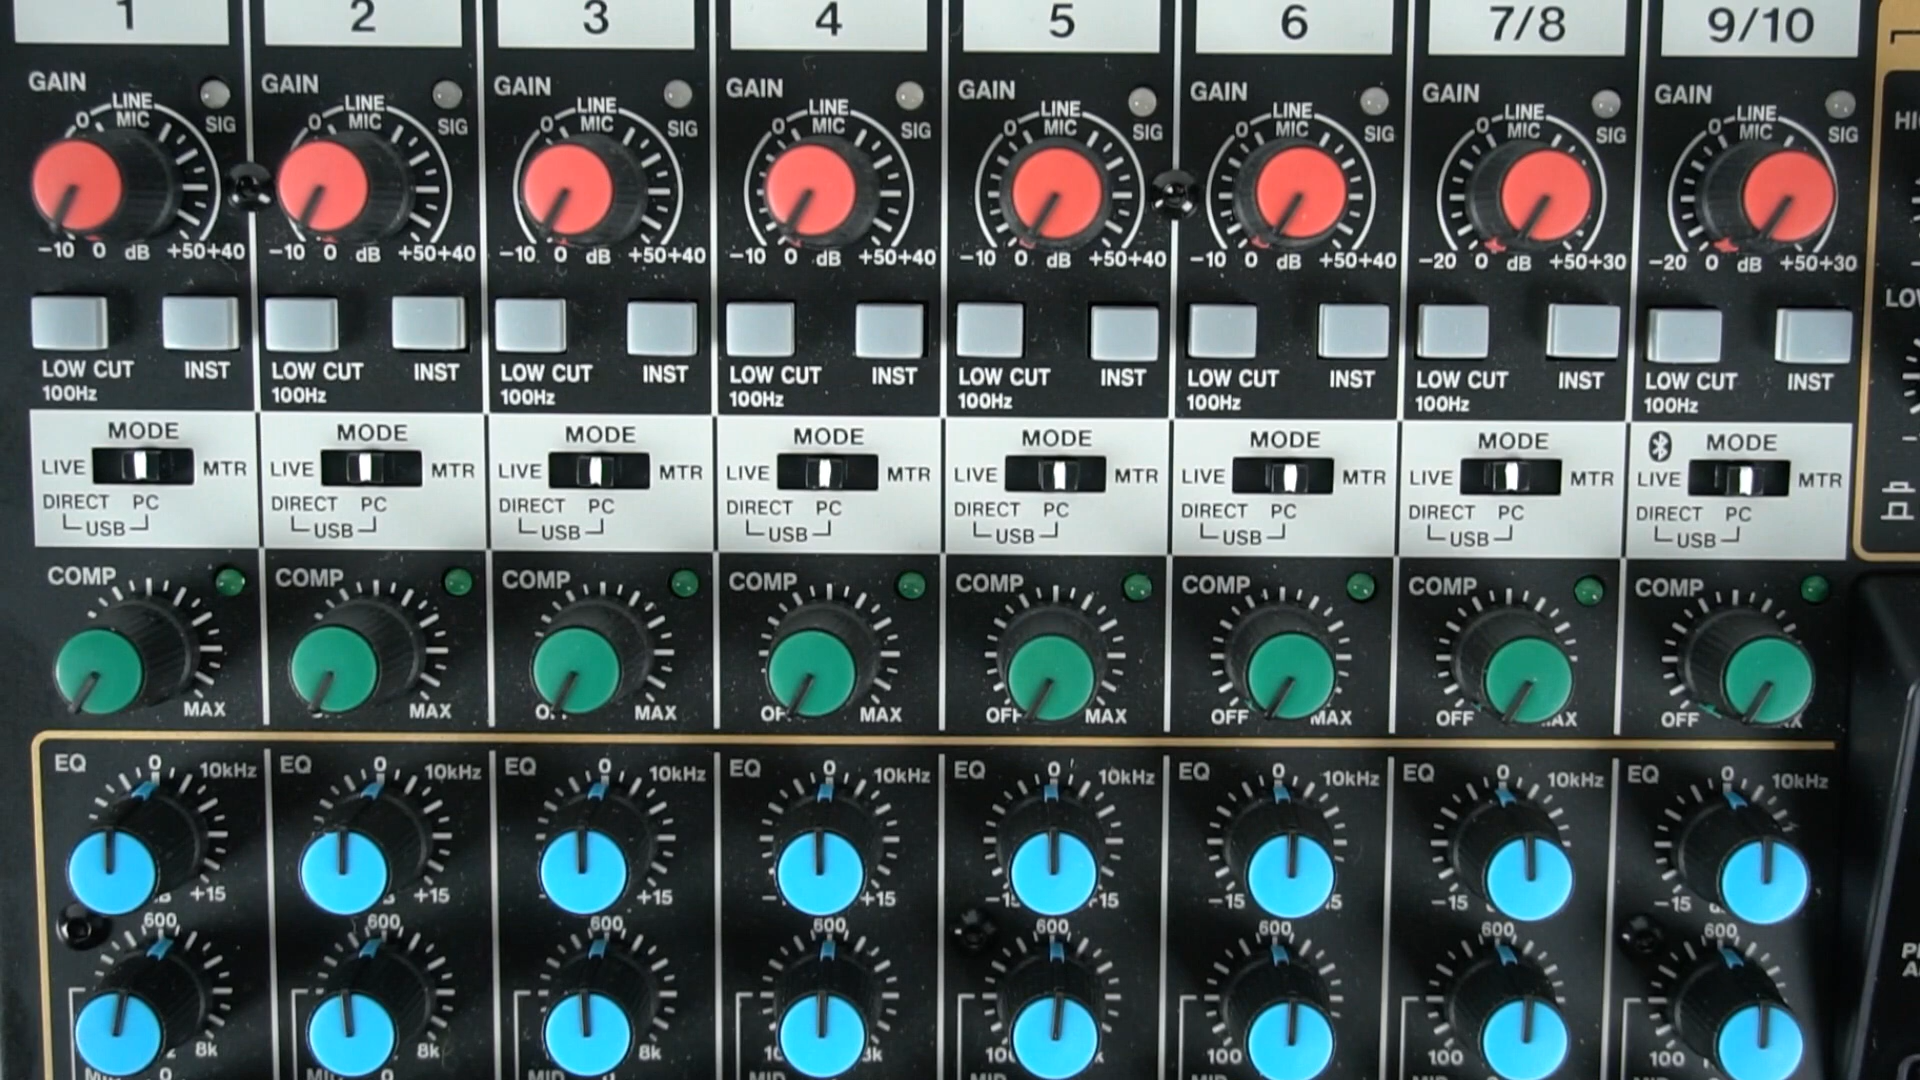 1 2 3 4 5 6 7/8 9/10
GAIN GAIN GAIN GAIN GAIN GAIN GAIN GAIN
LINE LINE LINE LINE LINE LINE LINE LINE
0 MIC SIG 0 MIC SIG 0 MIC SIG 0 MIC SIG 0 MIC SIG 0 MIC SIG 0 MIC SIG 0 MIC SIG
-10 0 dB +50+40 -10 0 dB +50+40 -10 0 dB +50+40 -10 0 dB +50+40 -10 0 dB +50+40 -10 0 dB +50+40 -20 0 dB +50+30 -20 0 dB +50+30
LOW CUT INST LOW CUT INST LOW CUT INST LOW CUT INST LOW CUT INST LOW CUT INST LOW CUT INST LOW CUT INST
100Hz 100Hz 100Hz 100Hz 100Hz 100Hz 100Hz 100Hz
MODE MODE MODE MODE MODE MODE MODE MODE
LIVE MTR LIVE MTR LIVE MTR LIVE MTR LIVE MTR LIVE MTR LIVE MTR LIVE MTR
DIRECT PC DIRECT PC DIRECT PC DIRECT PC DIRECT PC DIRECT PC DIRECT PC DIRECT PC
USB USB USB USB USB USB USB USB
COMP COMP COMP COMP COMP COMP COMP COMP
MAX MAX MAX MAX OFF MAX OFF MAX OFF OFF
EQ 0 10kHz EQ 0 10kHz EQ 0 10kHz EQ 0 10kHz EQ 0 10kHz EQ 0 10kHz EQ 0 10kHz EQ 0 10kHz
+15 +15 +15 +15 -15 -15 -15
600 600 600 600 600 600 600 600
8k 8k 8k 100 100 100